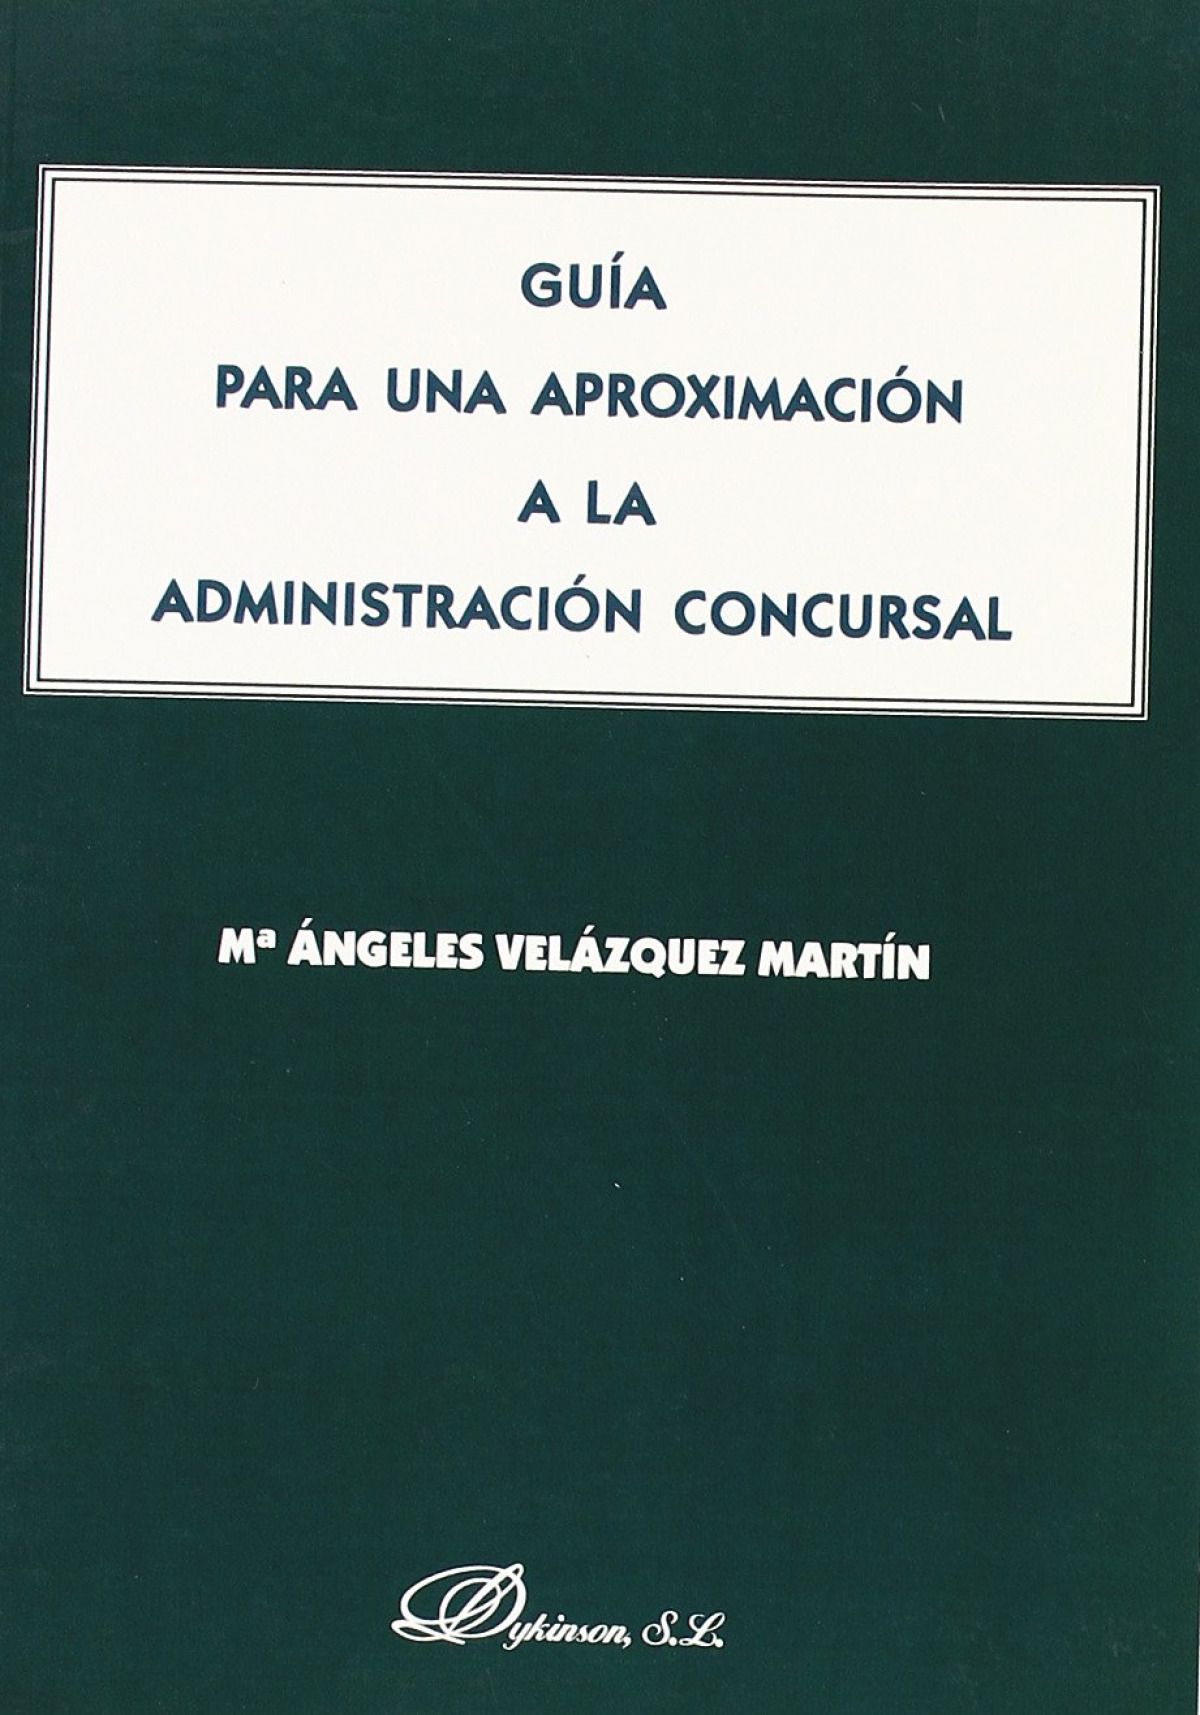 GUÍA
PARA UNA APROXIMACIÓN
A LA
ADMINISTRACIÓN CONCURSAL
Mª ÁNGELES VELÁZQUEZ MARTÍN
Dykinson, S.L.